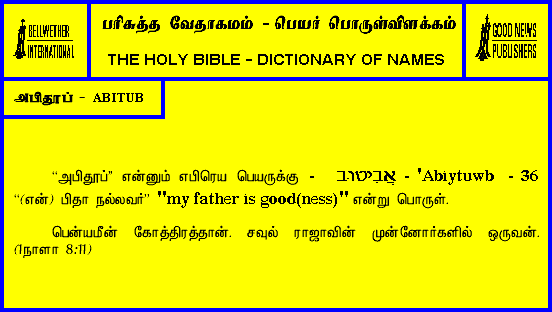 BELLWETHER
INTERNATIONAL
பரிசுத்த வேதாகமம் - பெயர் பொருள்விளக்கம்
THE HOLY BIBLE - DICTIONARY OF NAMES
GOOD NEWS
PUBLISHERS
அபிதூப் - ABITUB
“அபிதூப்” என்னும் எபிரெய பெயருக்கு - אֲבִיטוּב - 'Abiytuwb - 36
“(என்) பிதா நல்லவர்” "my father is good(ness)" என்று பொருள்.
பென்யமீன் கோத்திரத்தான். சவுல் ராஜாவின் முன்னோர்களில் ஒருவன்.
(1நாளா 8:11)